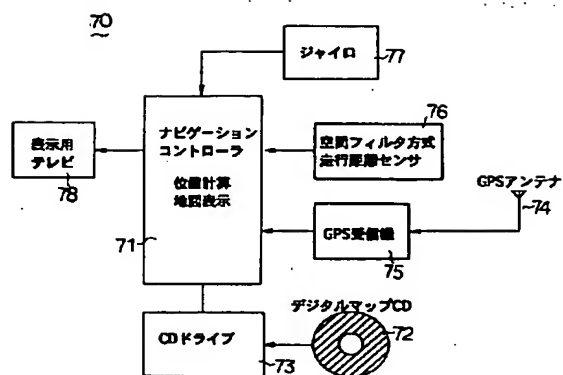 70
ジャイロ
77
ナビゲーション
コントローラ
位置計算
地図表示
71
表示用
テレビ
78
76
空間フィルタ方式
走行距離センサ
GPSアンテナ
74
GPS受信機
75
デジタルマップCD
72
CDドライブ
73